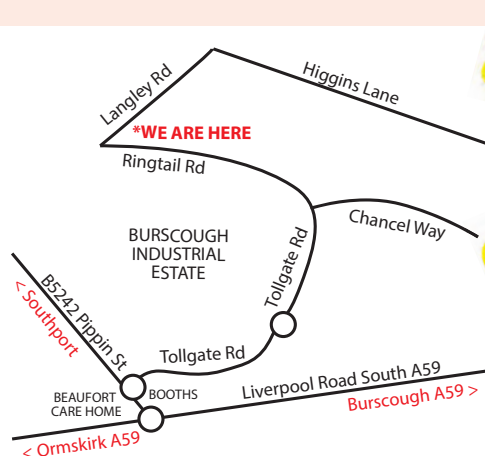 Langley Rd
Higgins Lane
*WE ARE HERE
Ringtail Rd
Chancel Way
BURSCOUGH
INDUSTRIAL
ESTATE
Tollgate Rd
B5242 Pippin St
< Southport
Tollgate Rd
BEAUFORT
CARE HOME
BOOTHS
Liverpool Road South A59
Burscough A59 >
< Ormskirk A59